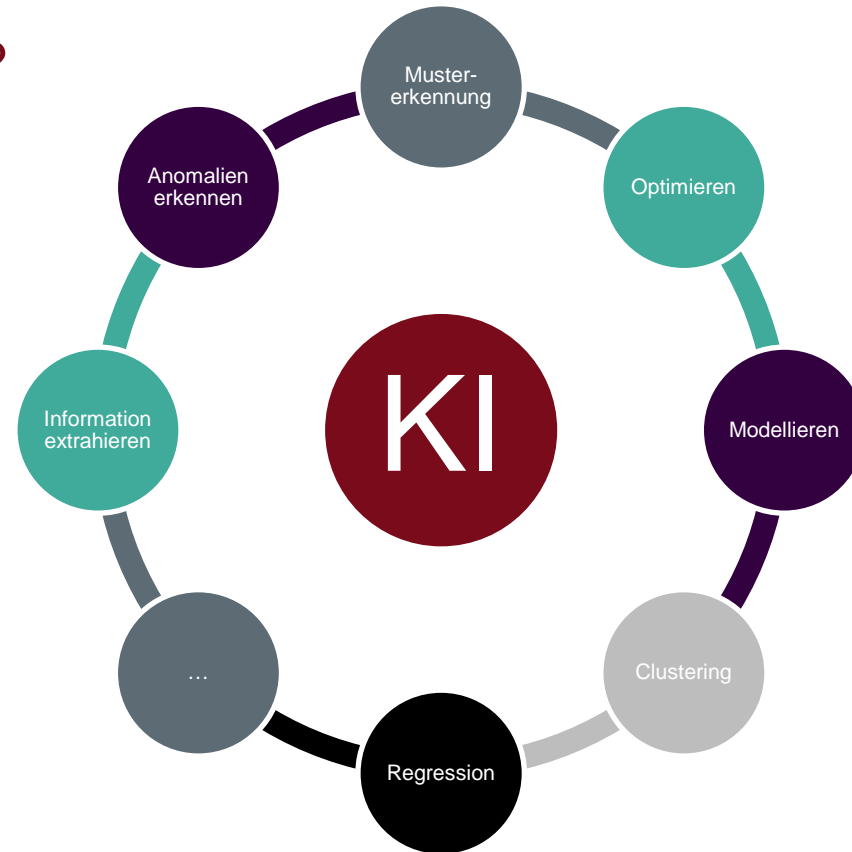 Muster-
erkennung
Optimieren
Modellieren
Clustering
Regression
…
Information
extrahieren
Anomalien
erkennen
KI